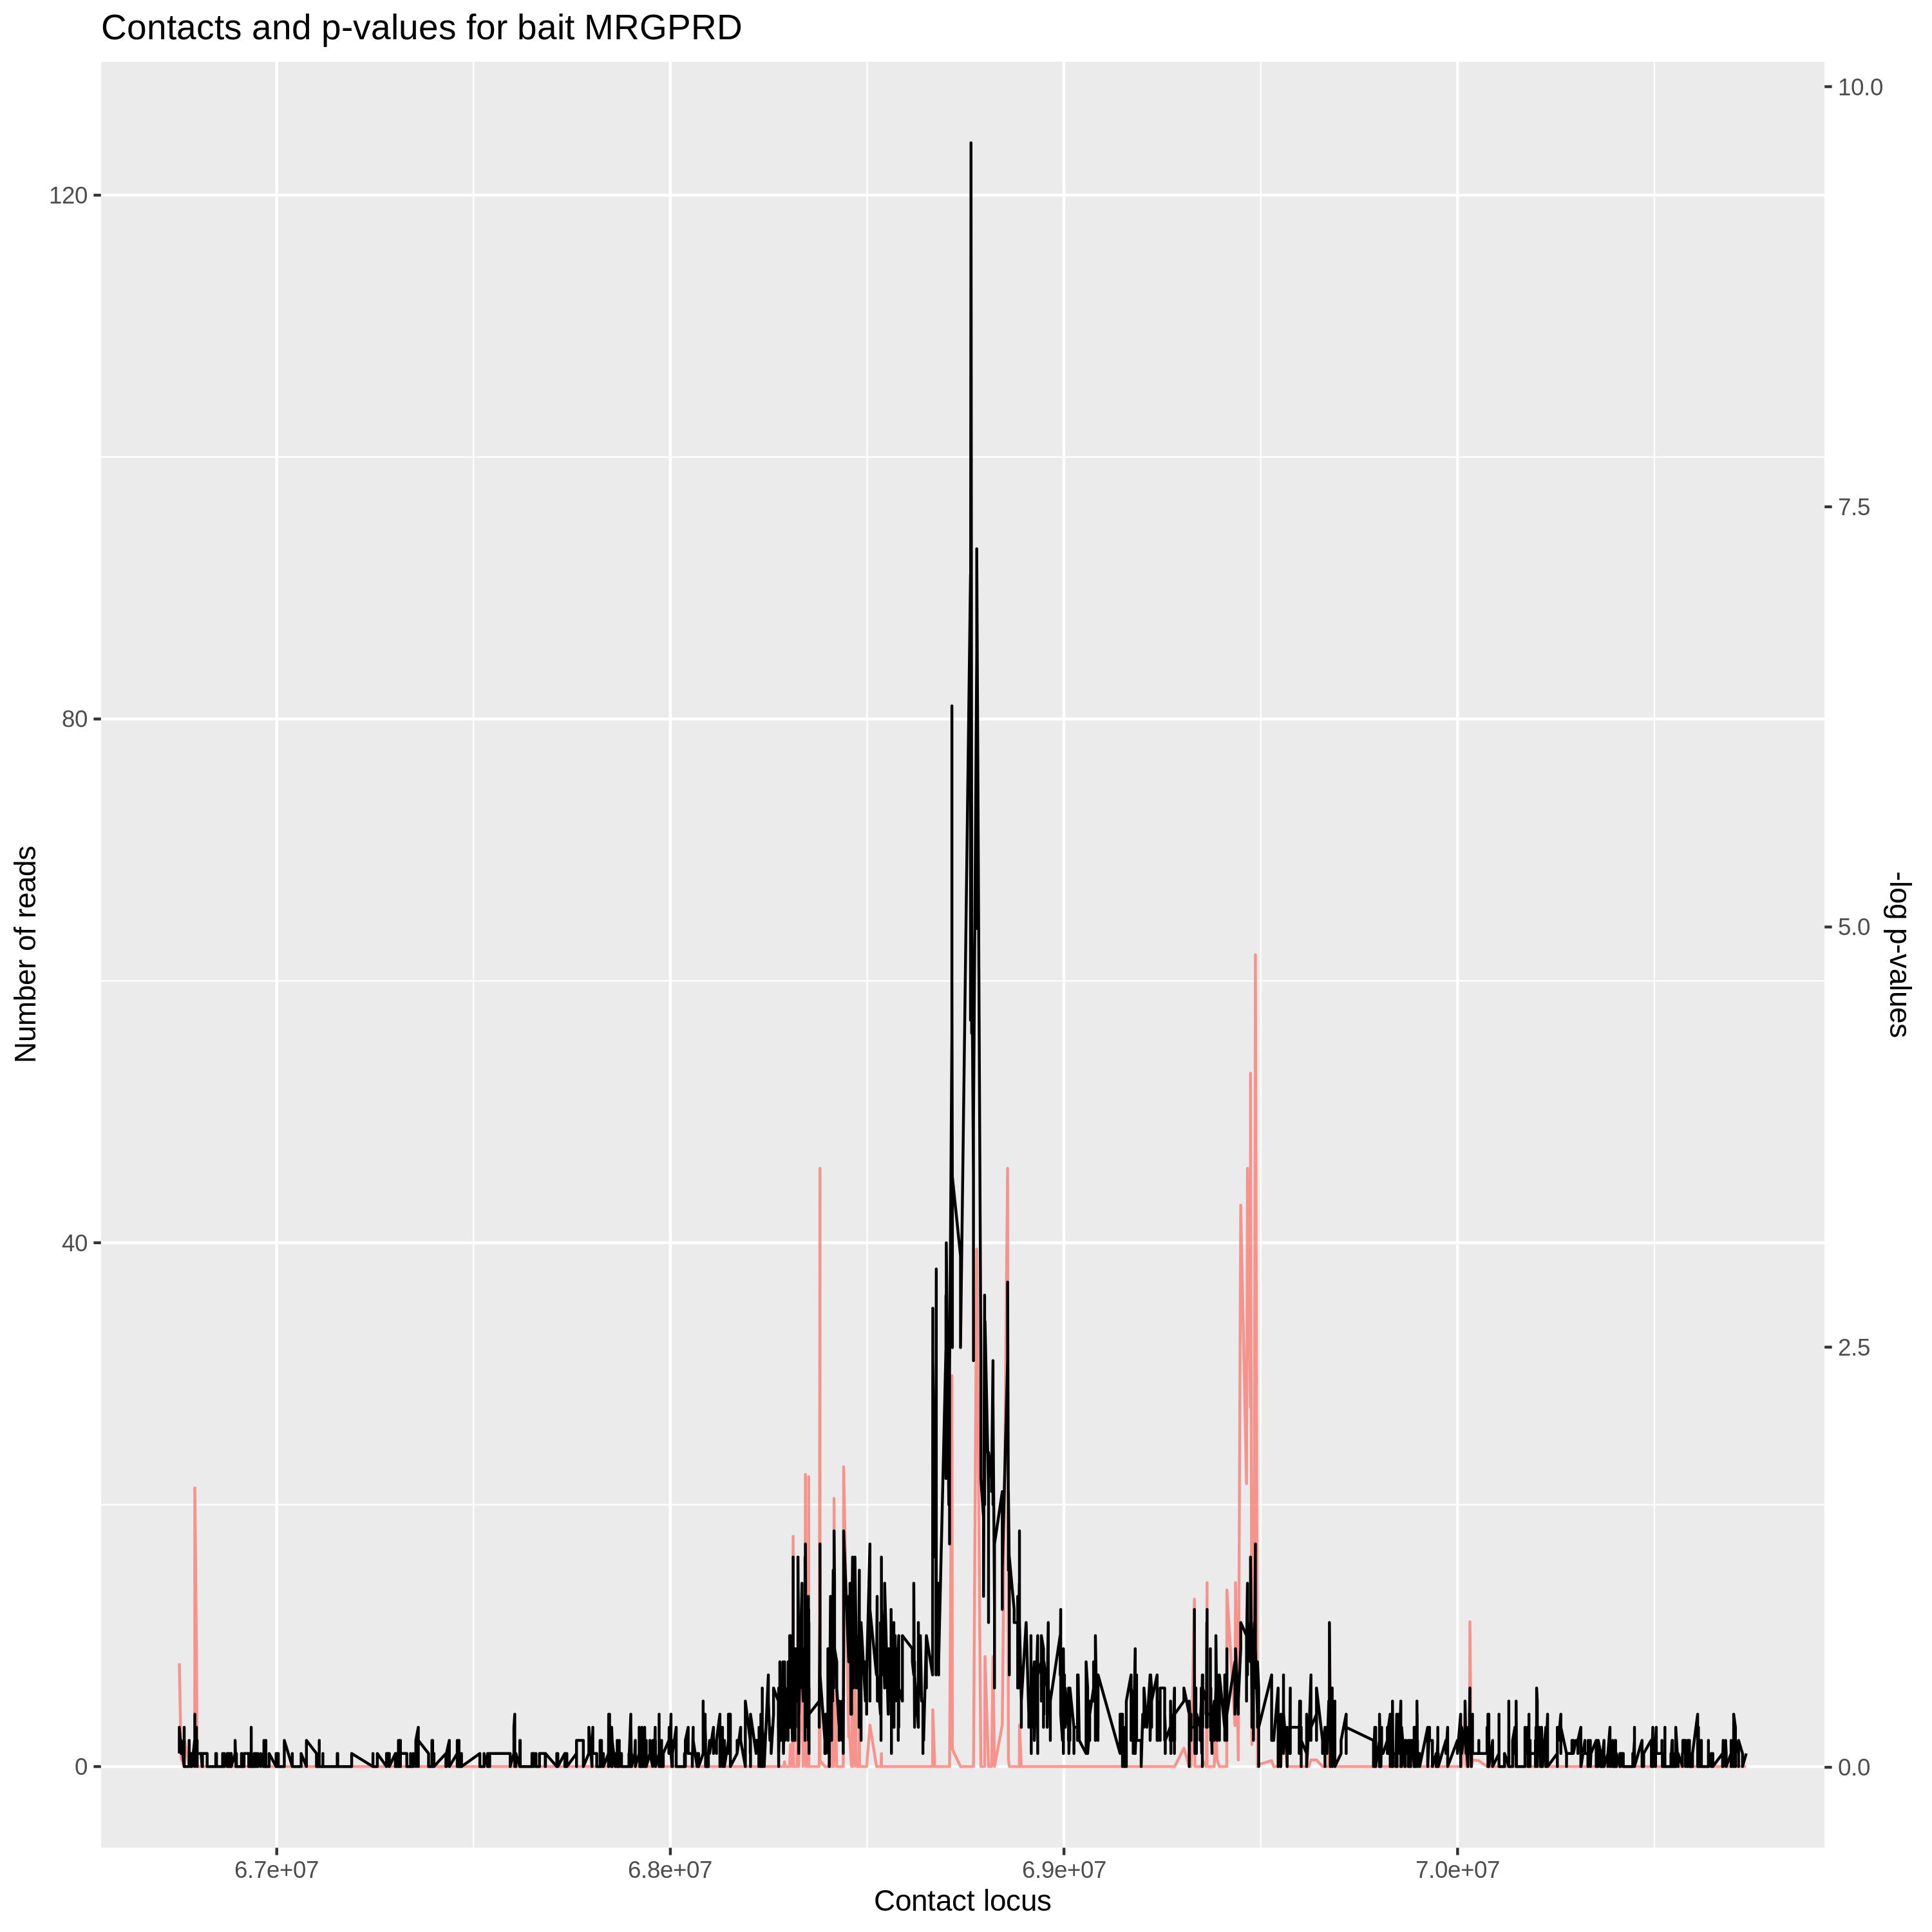 Contacts and p-values for bait MRGPRD
120
80
40
0
Number of reads
10.0
7.5
5.0
2.5
0.0
-log p-values
6.7e+07
6.8e+07
6.9e+07
7.0e+07
Contact locus